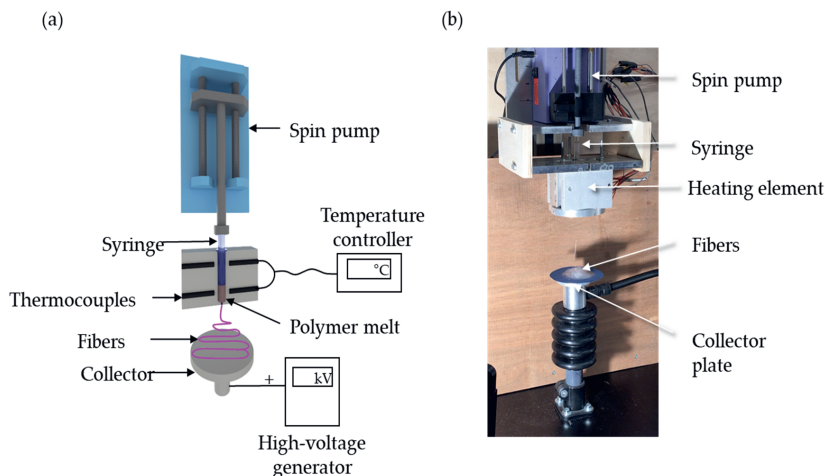 (a)
Spin pump
Syringe
Temperature
controller
°C
Thermocouples
Polymer melt
Fibers
Collector
+
kV
High-voltage
generator
(b)
Spin pump
Syringe
Heating element
Fibers
Collector
plate